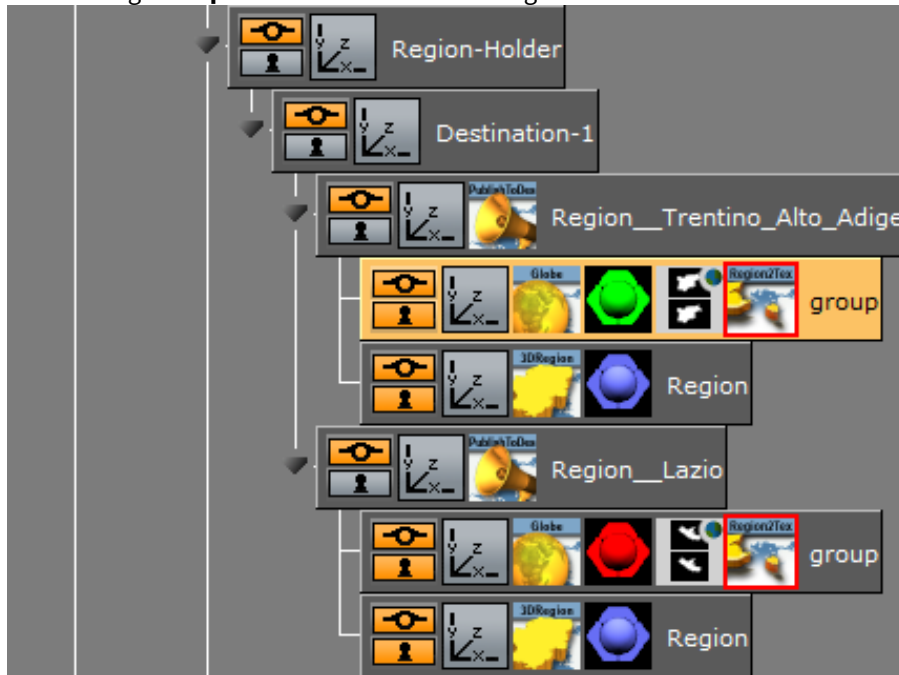 Region-Holder
Destination-1
PublishToDes Region__Trentino_Alto_Adige
Globe Region2Tex group
3DRegion Region
PublishToDes Region__Lazio
Globe Region2Tex group
3DRegion Region